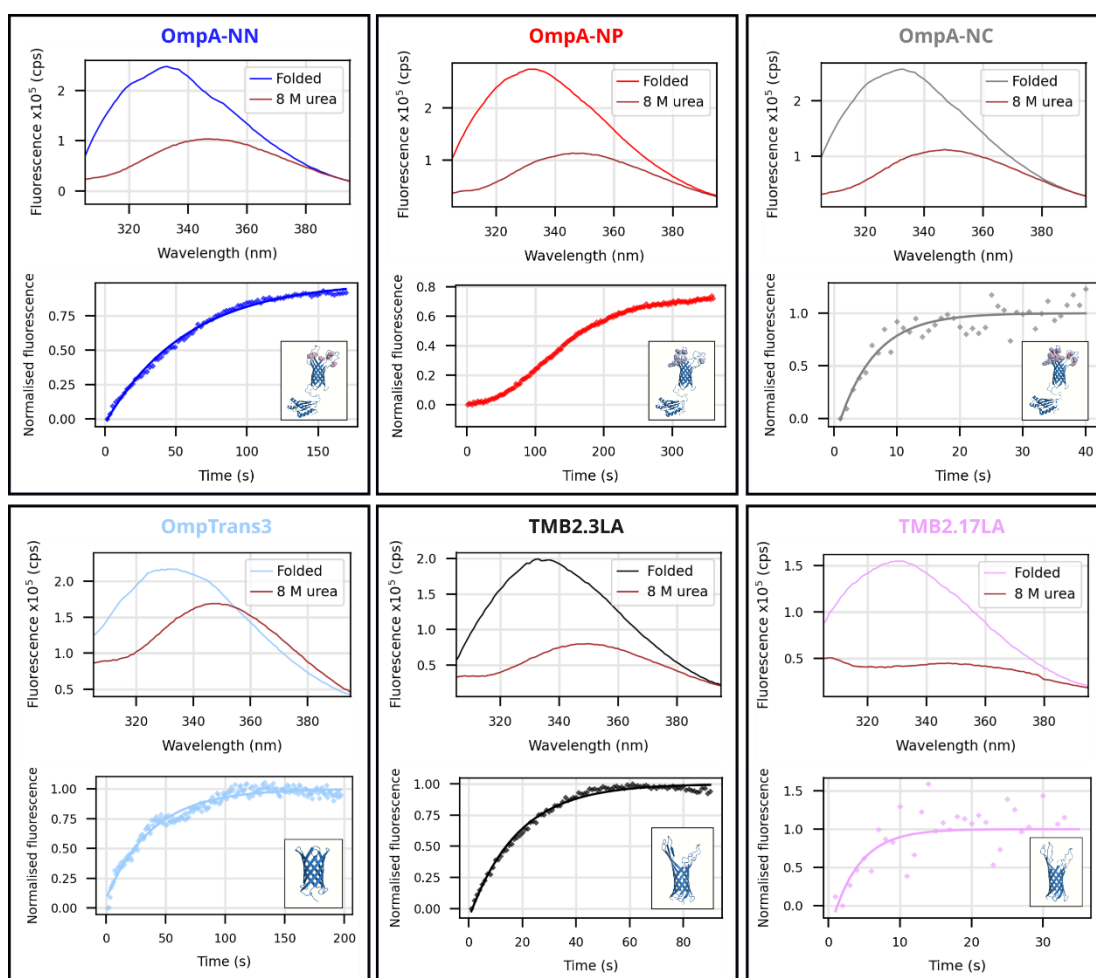 OmpA-NN
Fluorescence x10⁵ (cps)
2
1
0
Folded
8 M urea
320 340 360 380
Wavelength (nm)
Normalised fluorescence
0.75
0.50
0.25
0.00
0 50 100 150
Time (s)
OmpA-NP
Fluorescence x10⁵ (cps)
2
1
Folded
8 M urea
320 340 360 380
Wavelength (nm)
Normalised fluorescence
0.8
0.6
0.4
0.2
0.0
0 100 200 300
Time (s)
OmpA-NC
Fluorescence x10⁵ (cps)
2
1
Folded
8 M urea
320 340 360 380
Wavelength (nm)
Normalised fluorescence
1.0
0.5
0.0
0 10 20 30 40
Time (s)
OmpTrans3
Fluorescence x10⁵ (cps)
2.0
1.5
1.0
0.5
Folded
8 M urea
320 340 360 380
Wavelength (nm)
Normalised fluorescence
1.00
0.75
0.50
0.25
0.00
0 50 100 150 200
Time (s)
TMB2.3LA
Fluorescence x10⁵ (cps)
2.0
1.5
1.0
0.5
Folded
8 M urea
320 340 360 380
Wavelength (nm)
Normalised fluorescence
1.00
0.75
0.50
0.25
0.00
0 20 40 60 80
Time (s)
TMB2.17LA
Fluorescence x10⁵ (cps)
1.5
1.0
0.5
0.0
Folded
8 M urea
320 340 360 380
Wavelength (nm)
Normalised fluorescence
1.5
1.0
0.5
0.0
0 10 20 30
Time (s)